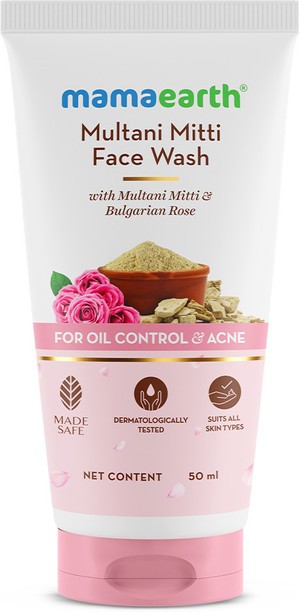 mamaearth®
Multani Mitti
Face Wash
with Multani Mitti &
Bulgarian Rose
FOR OIL CONTROL & ACNE
MADE
SAFE
DERMATOLOGICALLY
TESTED
SUITS ALL
SKIN TYPES
NET CONTENT 50 ml